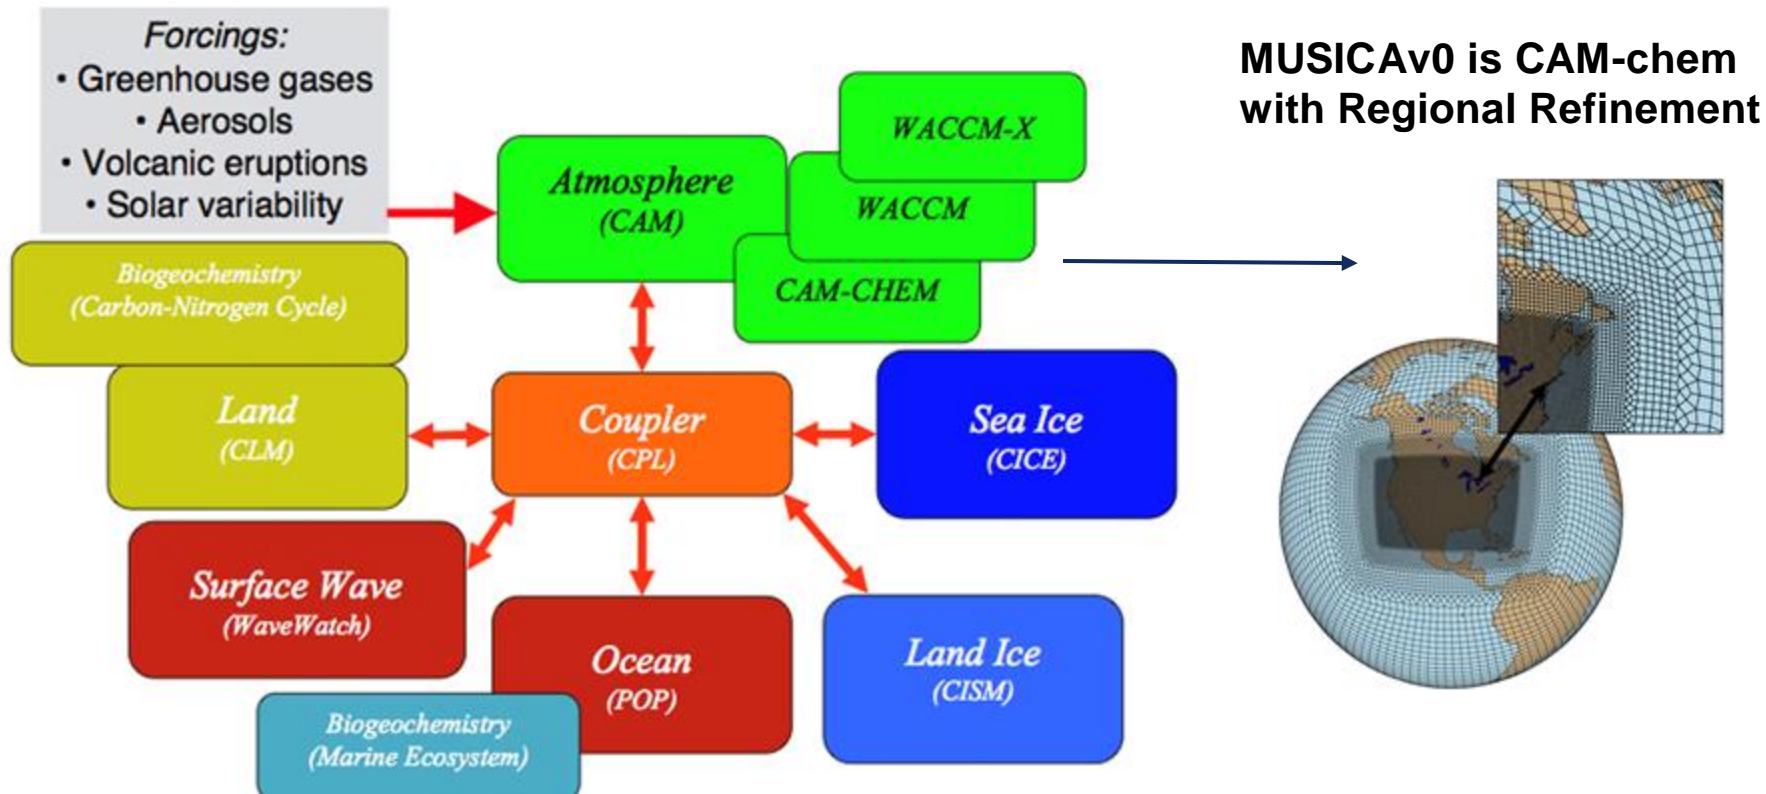 Forcings:
• Greenhouse gases
• Aerosols
• Volcanic eruptions
• Solar variability
MUSICAv0 is CAM-chem
with Regional Refinement
WACCM-X
Atmosphere
(CAM)
WACCM
CAM-CHEM
Biogeochemistry
(Carbon-Nitrogen Cycle)
Land
(CLM)
Coupler
(CPL)
Sea Ice
(CICE)
Surface Wave
(WaveWatch)
Ocean
(POP)
Land Ice
(CISM)
Biogeochemistry
(Marine Ecosystem)